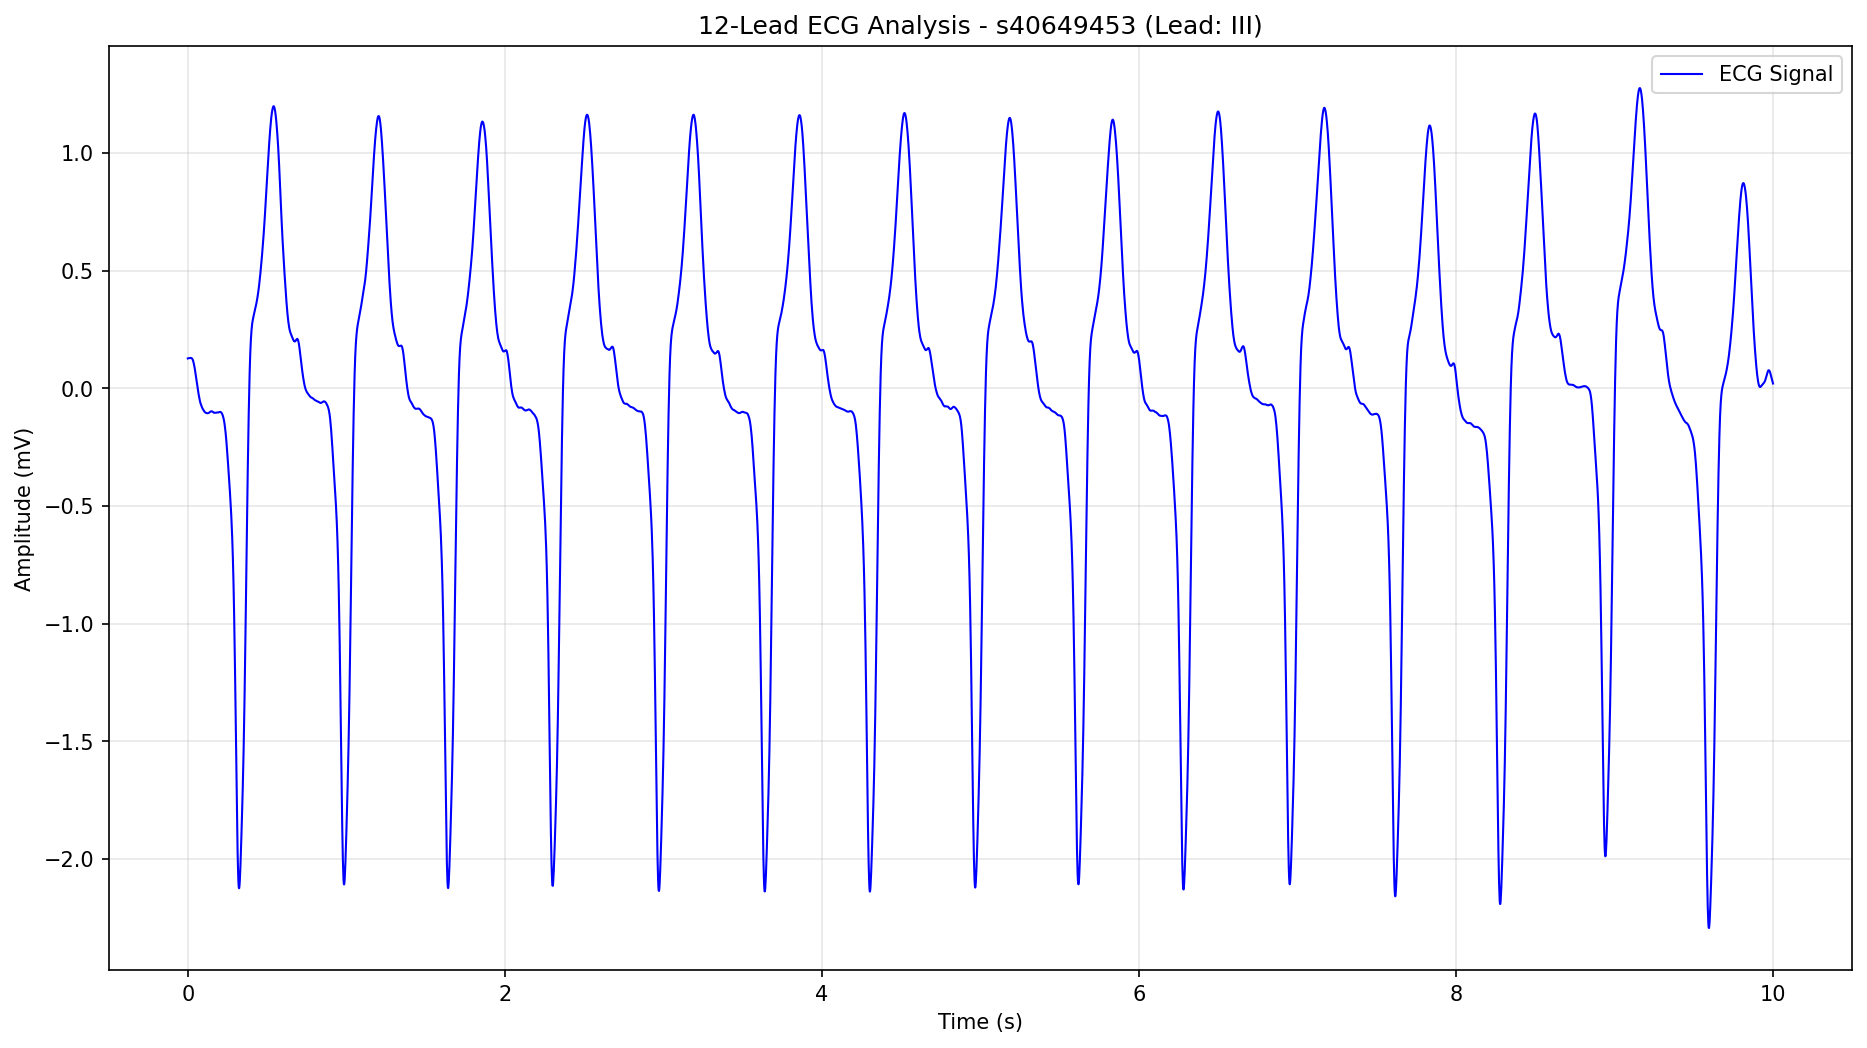 12-Lead ECG Analysis - s40649453 (Lead: III)
ECG Signal
1.0
0.5
0.0
−0.5
−1.0
−1.5
−2.0
Amplitude (mV)
0 2 4 6 8 10
Time (s)